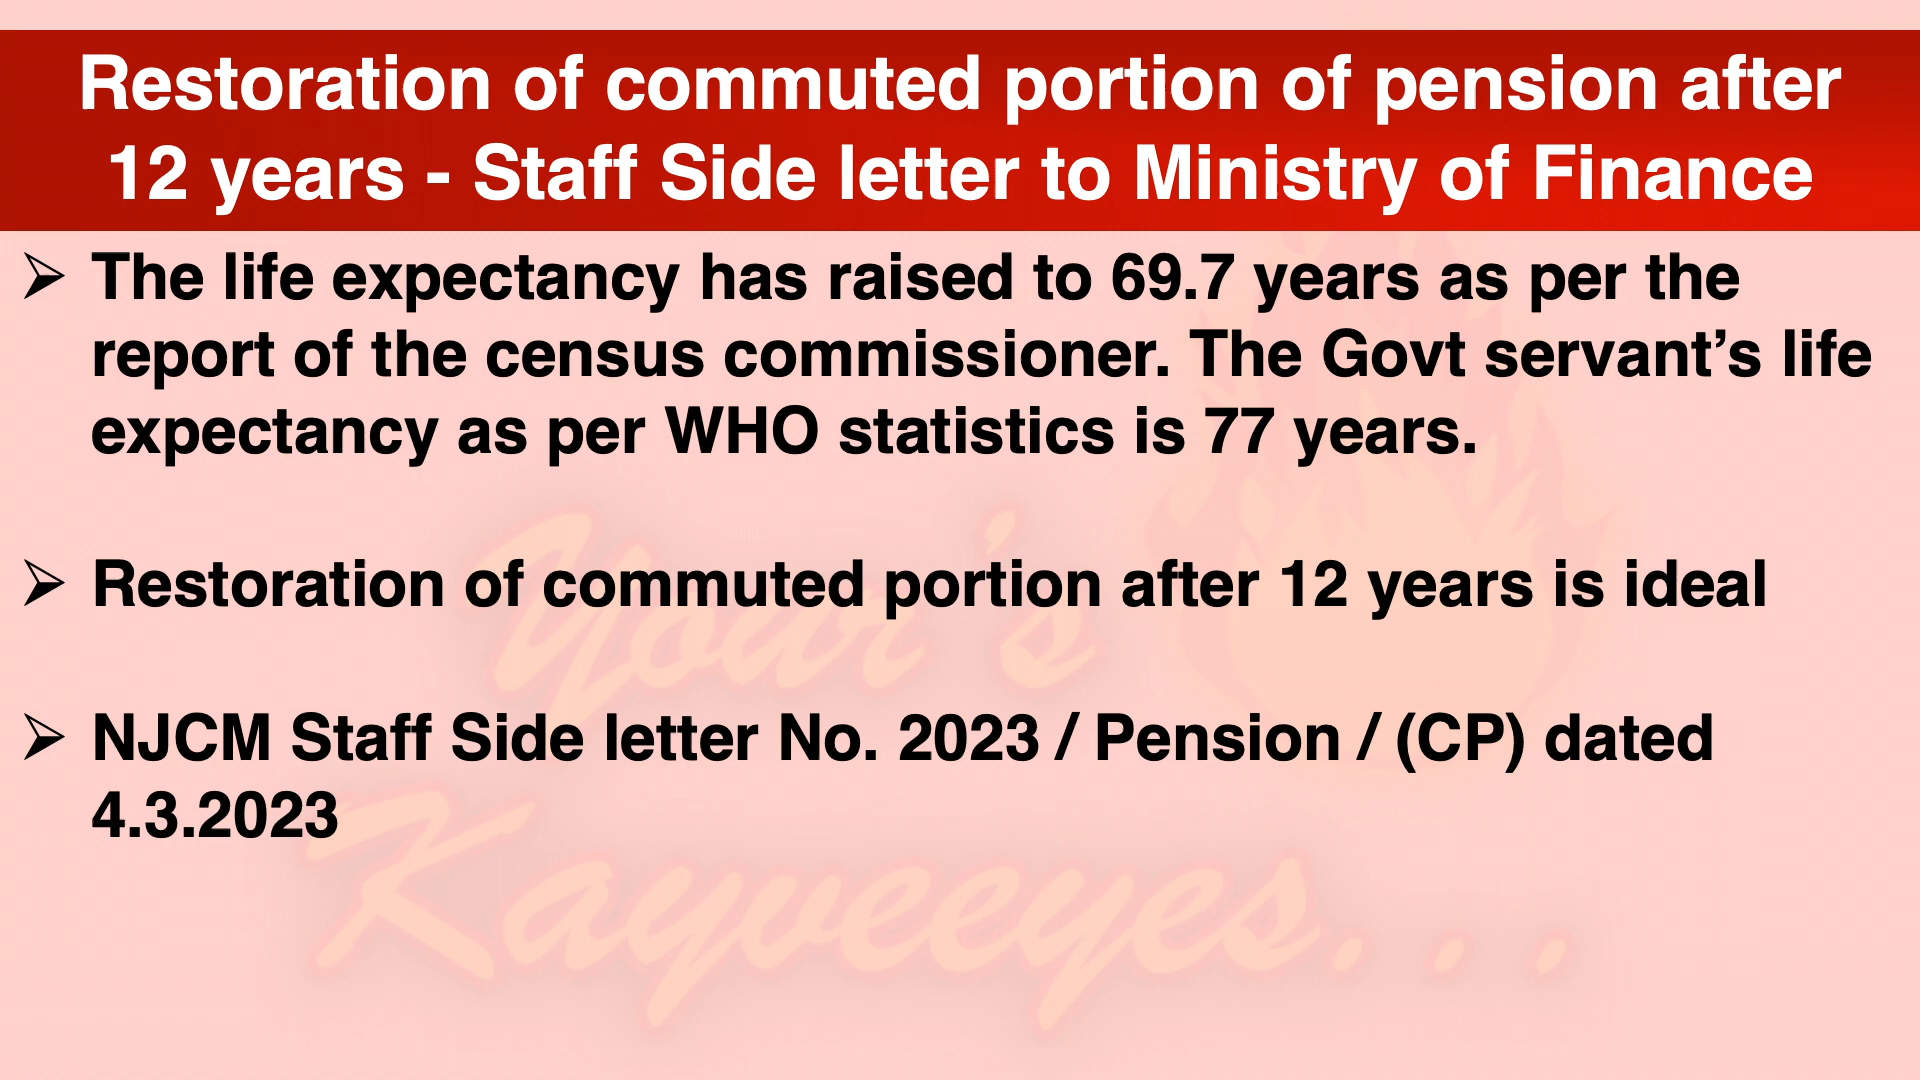 Restoration of commuted portion of pension after
12 years - Staff Side letter to Ministry of Finance
➢ The life expectancy has raised to 69.7 years as per the
report of the census commissioner. The Govt servant’s life
expectancy as per WHO statistics is 77 years.
➢ Restoration of commuted portion after 12 years is ideal
➢ NJCM Staff Side letter No. 2023 / Pension / (CP) dated
4.3.2023
Your's
Kayveeyes...